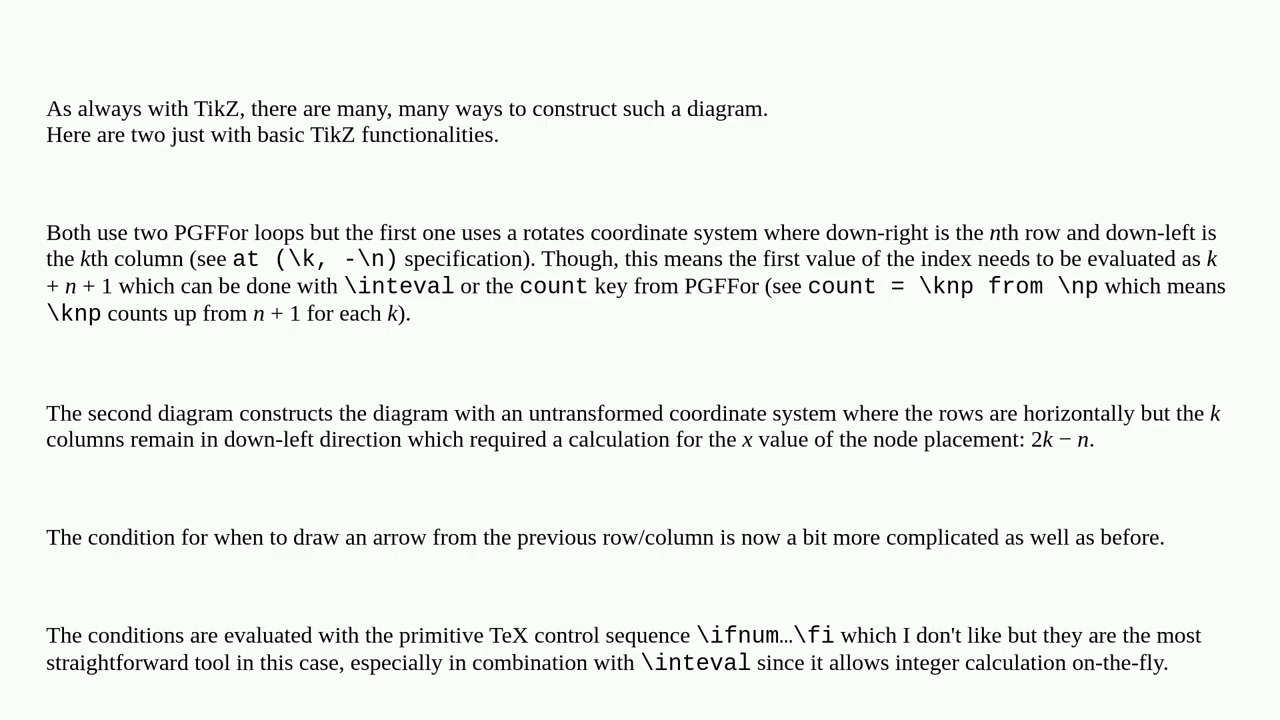 As always with TikZ, there are many, many ways to construct such a diagram.
Here are two just with basic TikZ functionalities.
Both use two PGFFor loops but the first one uses a rotates coordinate system where down-right is the nth row and down-left is
the kth column (see at (\k, -\n) specification). Though, this means the first value of the index needs to be evaluated as k
+ n + 1 which can be done with \inteval or the count key from PGFFor (see count = \knp from \np which means
\knp counts up from n + 1 for each k).
The second diagram constructs the diagram with an untransformed coordinate system where the rows are horizontally but the k
columns remain in down-left direction which required a calculation for the x value of the node placement: 2k − n.
The condition for when to draw an arrow from the previous row/column is now a bit more complicated as well as before.
The conditions are evaluated with the primitive TeX control sequence \ifnum…\fi which I don't like but they are the most
straightforward tool in this case, especially in combination with \inteval since it allows integer calculation on-the-fly.